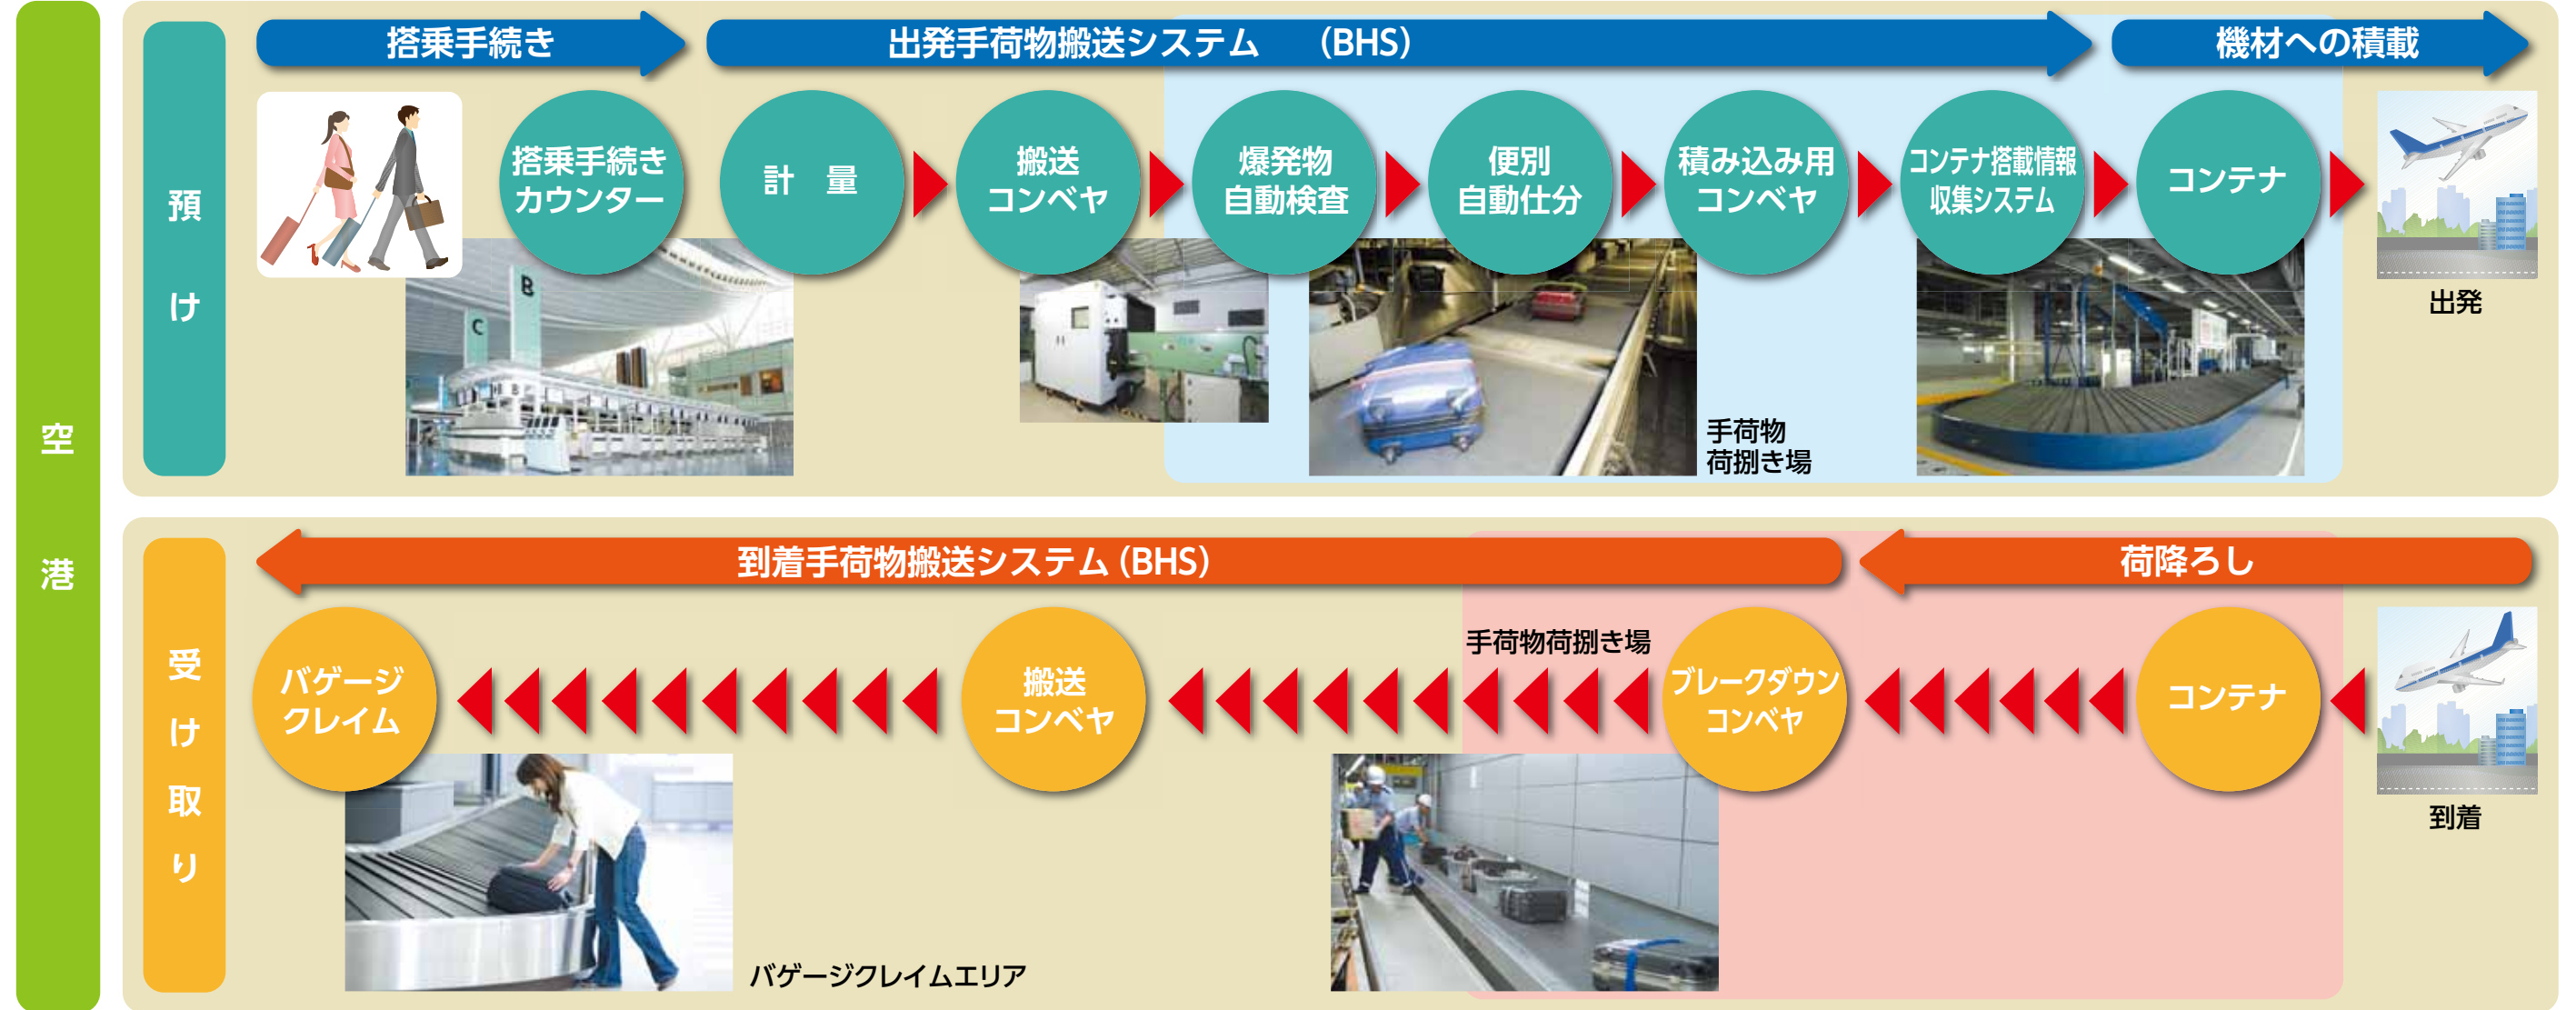 空港
預け
搭乗手続き
出発手荷物搬送システム （BHS）
機材への積載
搭乗手続き
カウンター
計 量
搬送
コンベヤ
爆発物
自動検査
便別
自動仕分
積み込み用
コンベヤ
コンテナ搭載情報
収集システム
コンテナ
出発
B
C
B
手荷物
荷捌き場
受け取り
到着手荷物搬送システム（BHS）
荷降ろし
バゲージ
クレイム
搬送
コンベヤ
手荷物荷捌き場
ブレークダウン
コンベヤ
コンテナ
到着
バゲージクレイムエリア